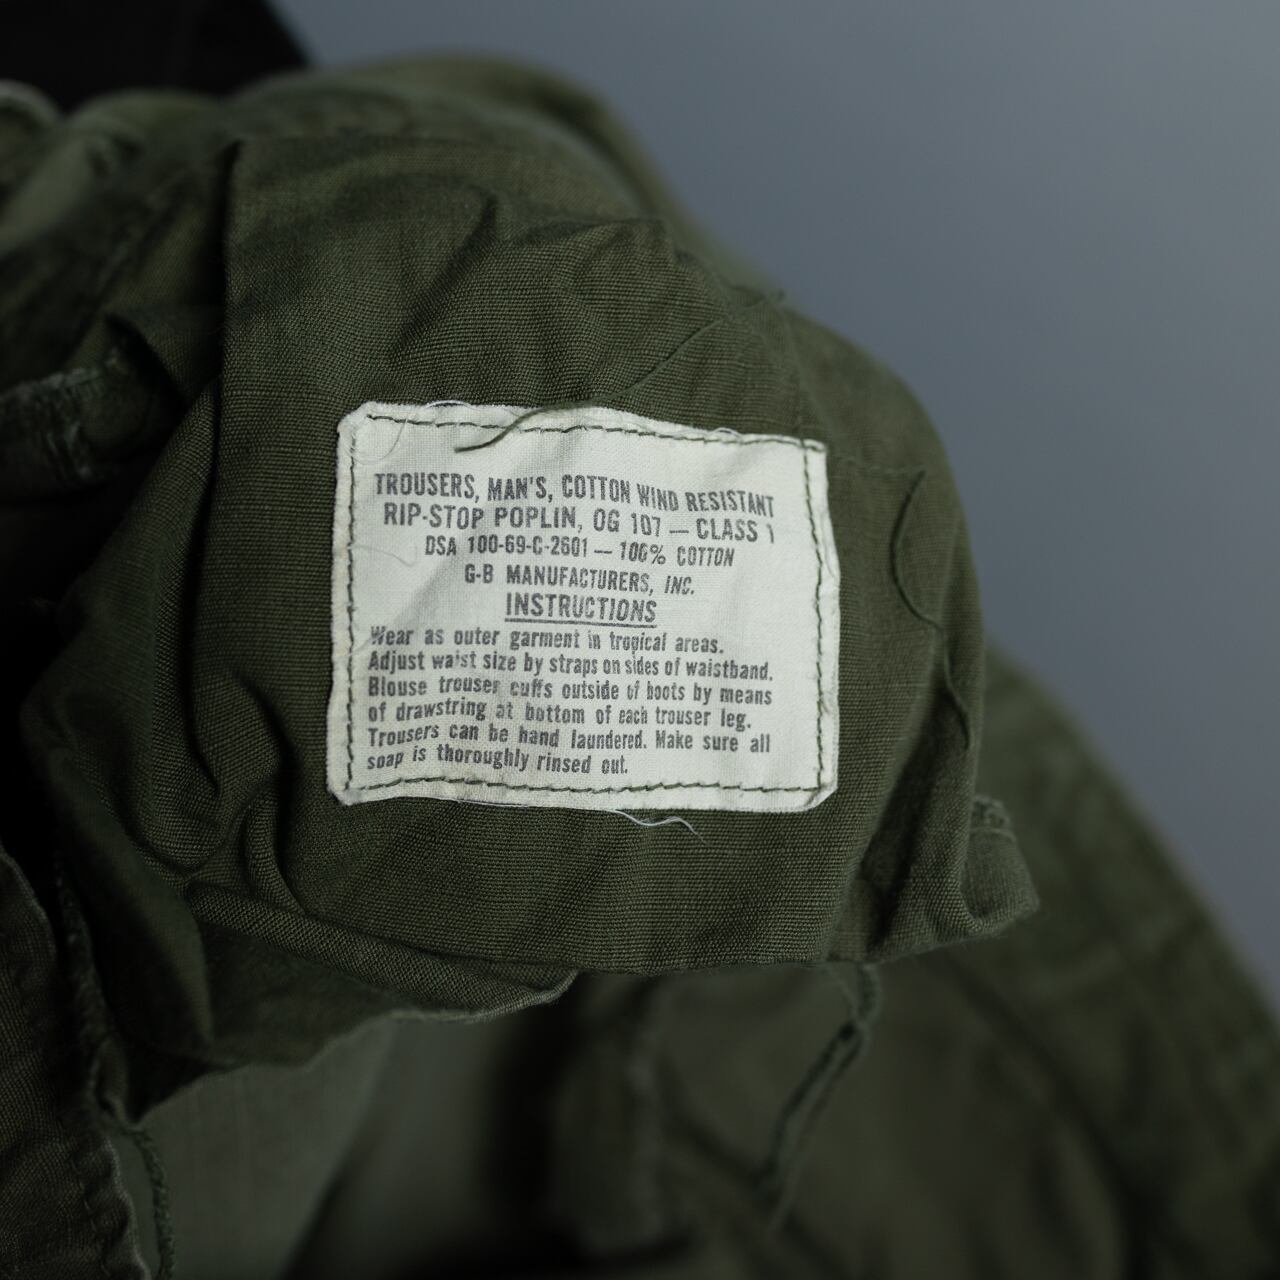 TROUSERS, MAN'S, COTTON WIND RESISTANT
RIP-STOP POPLIN, OG 107 — CLASS 1
DSA 100-69-C-2601 — 100% COTTON
G-B MANUFACTURERS, INC.
INSTRUCTIONS
Wear as outer garment in tropical areas.
Adjust waist size by straps on sides of waistband.
Blouse trouser cuffs outside of boots by means
of drawstring at bottom of each trouser leg.
Trousers can be hand laundered. Make sure all
soap is thoroughly rinsed out.